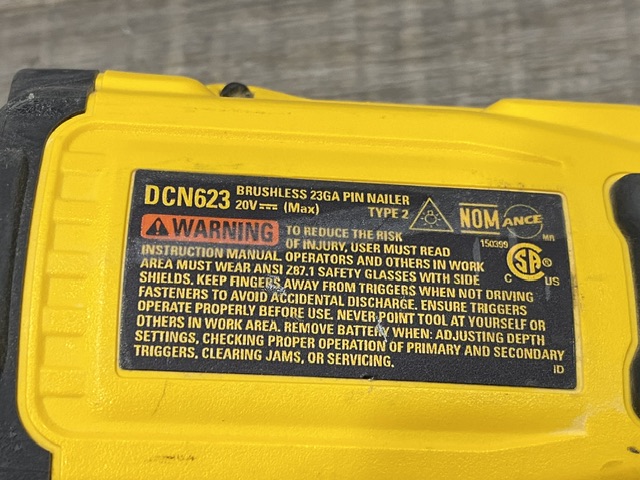 DCN623 BRUSHLESS 23GA PIN NAILER
20V (Max) TYPE 2
NOM ANCE
MR
150399
WARNING TO REDUCE THE RISK
OF INJURY, USER MUST READ
INSTRUCTION MANUAL. OPERATORS AND OTHERS IN WORK
AREA MUST WEAR ANSI Z87.1 SAFETY GLASSES WITH SIDE
SHIELDS. KEEP FINGERS AWAY FROM TRIGGERS WHEN NOT DRIVING
FASTENERS TO AVOID ACCIDENTAL DISCHARGE. ENSURE TRIGGERS
OPERATE PROPERLY BEFORE USE. NEVER POINT TOOL AT YOURSELF OR
OTHERS IN WORK AREA. REMOVE BATTERY WHEN: ADJUSTING DEPTH
SETTINGS, CHECKING PROPER OPERATION OF PRIMARY AND SECONDARY
TRIGGERS, CLEARING JAMS, OR SERVICING.
SA ®
C US
ID